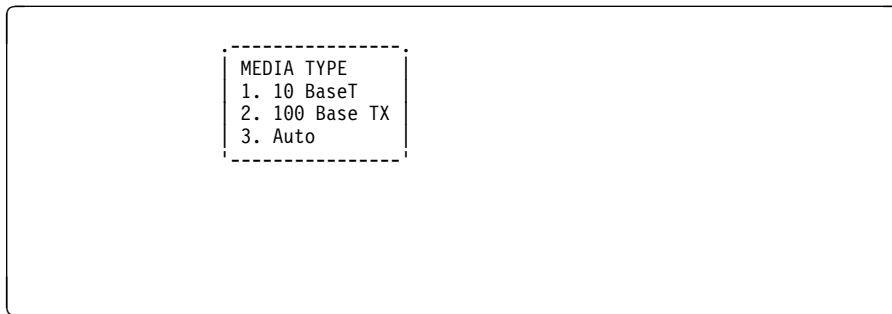 MEDIA TYPE
1. 10 BaseT
2. 100 Base TX
3. Auto